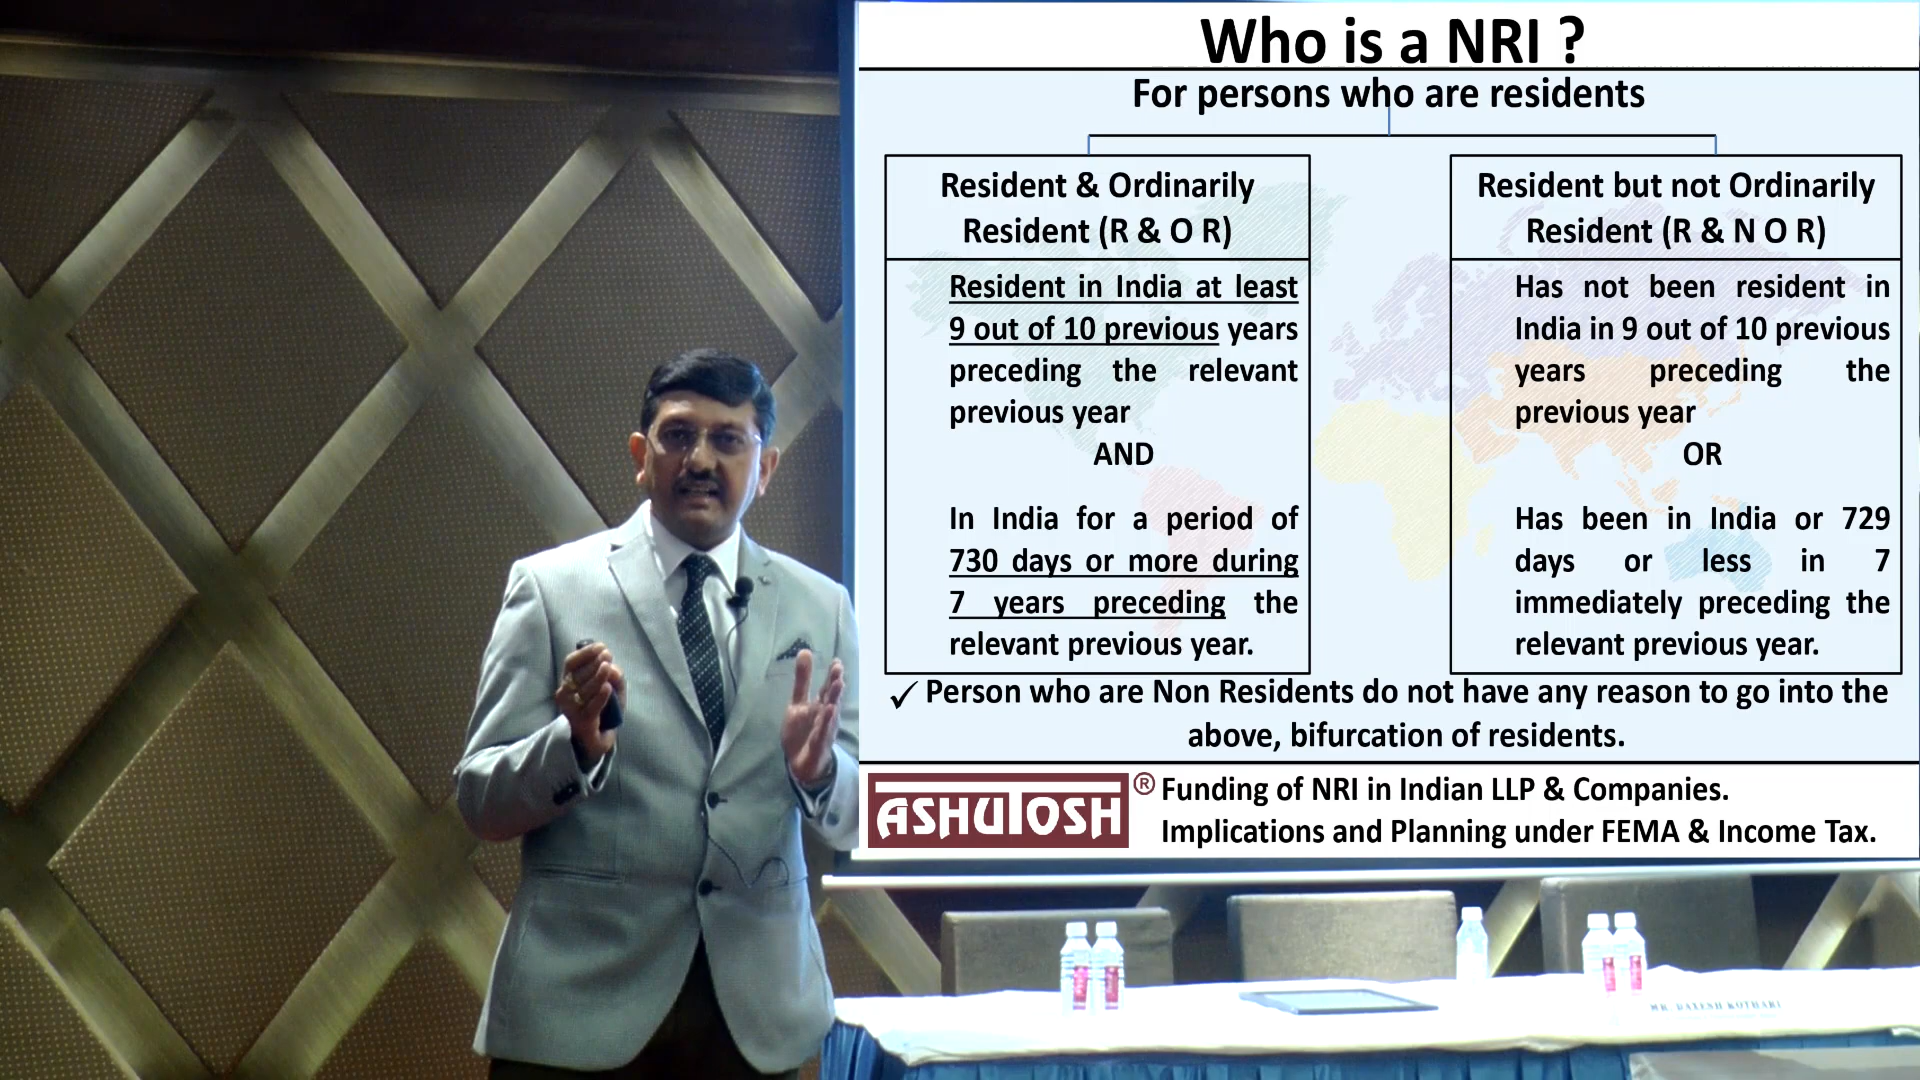 Who is a NRI ?
For persons who are residents
Resident & Ordinarily
Resident (R & O R)
Resident in India at least
9 out of 10 previous years
preceding the relevant
previous year
AND
In India for a period of
730 days or more during
7 years preceding the
relevant previous year.
Resident but not Ordinarily
Resident (R & N O R)
Has not been resident in
India in 9 out of 10 previous
years preceding the
previous year
OR
Has been in India or 729
days or less in 7
immediately preceding the
relevant previous year.
✓ Person who are Non Residents do not have any reason to go into the
above, bifurcation of residents.
ASHUTOSH ®
Funding of NRI in Indian LLP & Companies.
Implications and Planning under FEMA & Income Tax.
MR. DAXESH KOTHARI